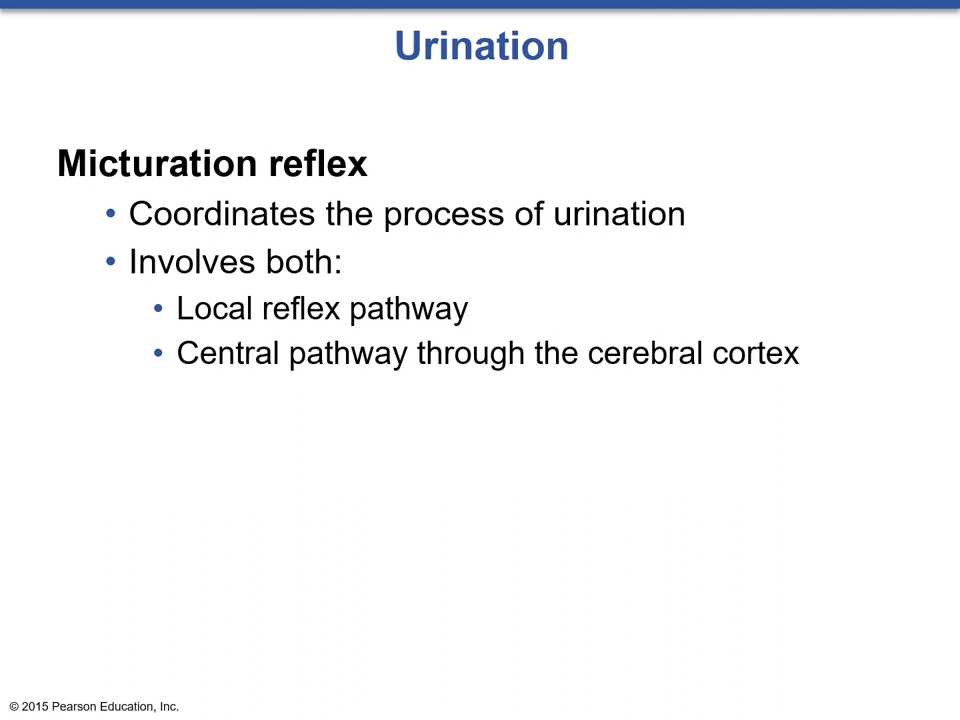 Urination
Micturation reflex
• Coordinates the process of urination
• Involves both:
• Local reflex pathway
• Central pathway through the cerebral cortex
© 2015 Pearson Education, Inc.